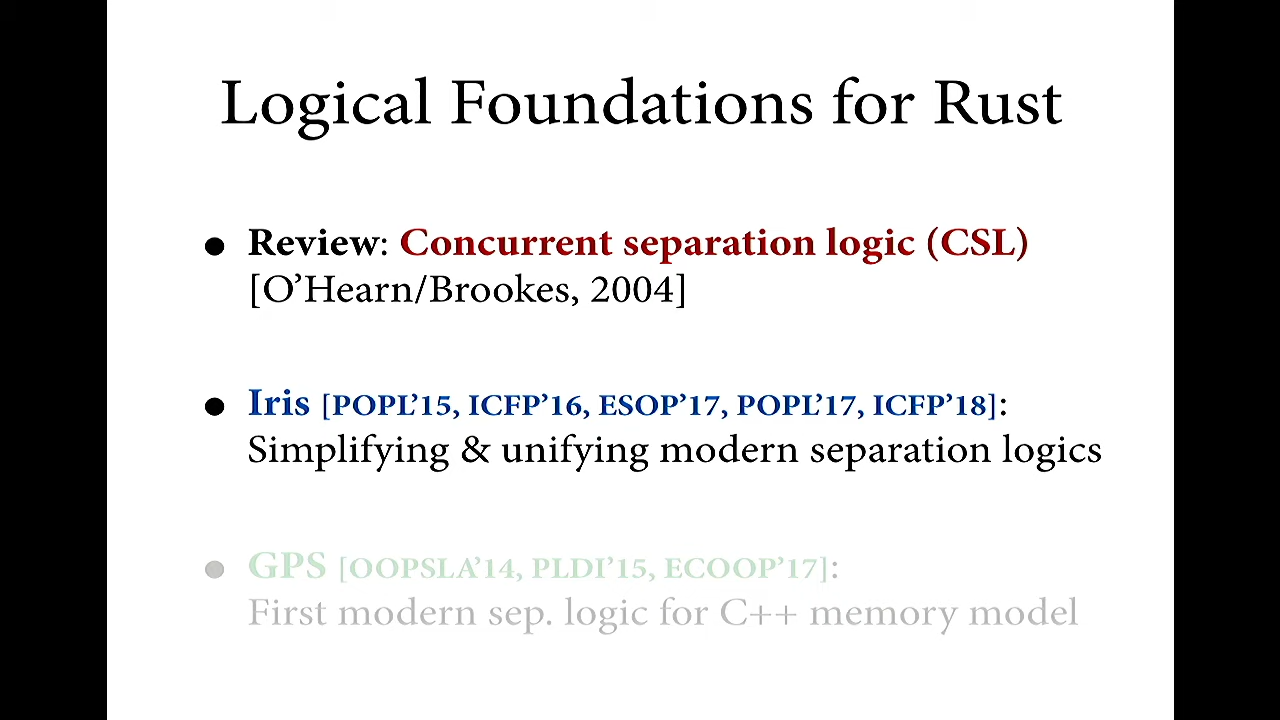 Logical Foundations for Rust
● Review: Concurrent separation logic (CSL)
[O’Hearn/Brookes, 2004]
● Iris [POPL’15, ICFP’16, ESOP’17, POPL’17, ICFP’18]:
Simplifying & unifying modern separation logics
● GPS [OOPSLA’14, PLDI’15, ECOOP’17]:
First modern sep. logic for C++ memory model